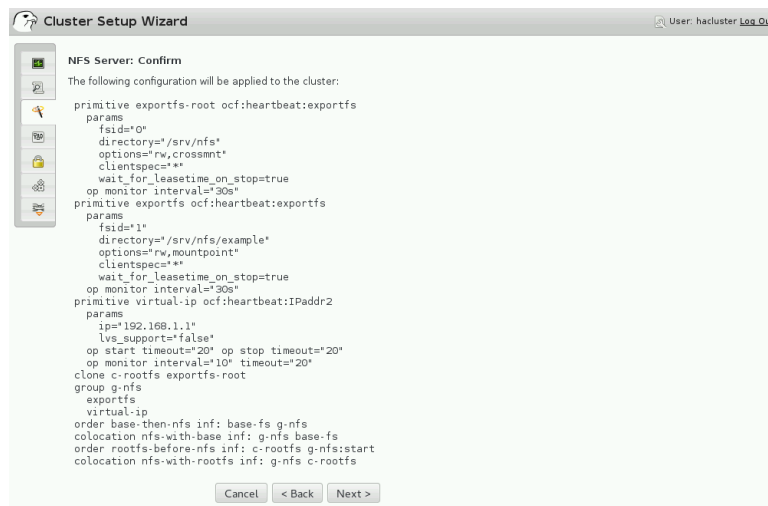 Cluster Setup Wizard
User: hacluster Log Ou
NFS Server: Confirm
The following configuration will be applied to the cluster:
primitive exportfs-root ocf:heartbeat:exportfs
params
fsid="0"
directory="/srv/nfs"
options="rw,crossmnt"
clientspec="*"
wait_for_leasetime_on_stop=true
op monitor interval="30s"
primitive exportfs ocf:heartbeat:exportfs
params
fsid="1"
directory="/srv/nfs/example"
options="rw,mountpoint"
clientspec="*"
wait_for_leasetime_on_stop=true
op monitor interval="30s"
primitive virtual-ip ocf:heartbeat:IPaddr2
params
ip="192.168.1.1"
lvs_support="false"
op start timeout="20" op stop timeout="20"
op monitor interval="10" timeout="20"
clone c-rootfs exportfs-root
group g-nfs
exportfs
virtual-ip
order base-then-nfs inf: base-fs g-nfs
colocation nfs-with-base inf: g-nfs base-fs
order rootfs-before-nfs inf: c-rootfs g-nfs:start
colocation nfs-with-rootfs inf: g-nfs c-rootfs
Cancel
< Back
Next >